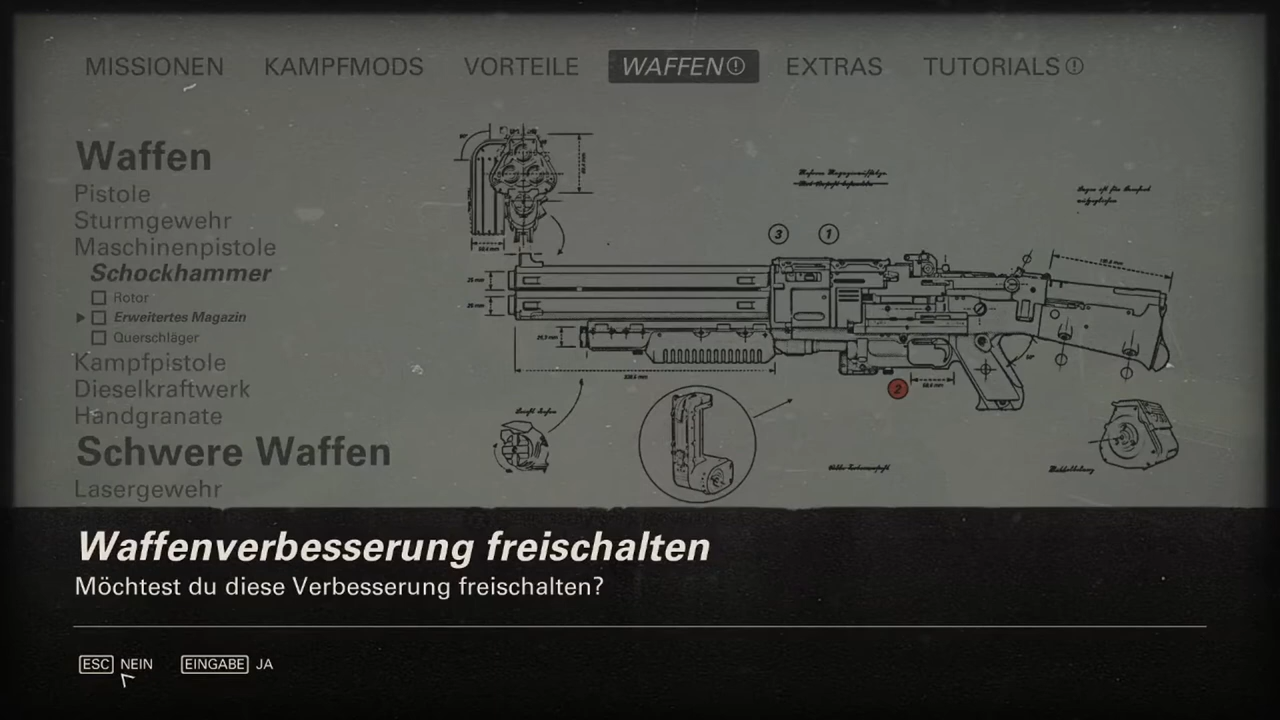 MISSIONEN KAMPFMODS VORTEILE WAFFEN EXTRAS TUTORIALS
Waffen
Pistole
Sturmgewehr
Maschinenpistole
Schockhammer
Rotor
Erweitertes Magazin
Querschläger
Kampfpistole
Dieselkraftwerk
Handgranate
Schwere Waffen
Lasergewehr
3 1
2
Waffenverbesserung freischalten
Möchtest du diese Verbesserung freischalten?
ESC NEIN EINGABE JA